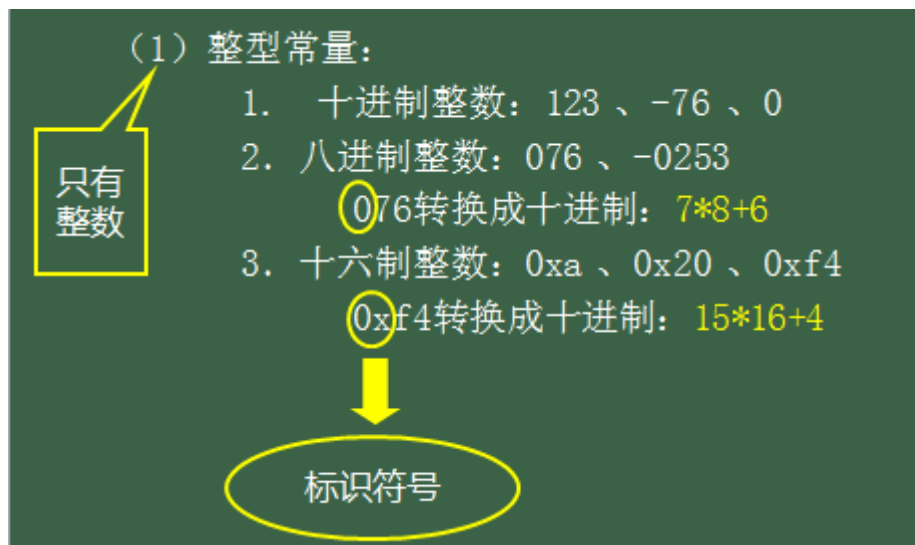 （1）整型常量：
1. 十进制整数：123 、-76 、0
只有
整数
2. 八进制整数：076 、-0253
076转换成十进制：7*8+6
3. 十六制整数：0xa 、0x20 、0xf4
0xf4转换成十进制：15*16+4
标识符号